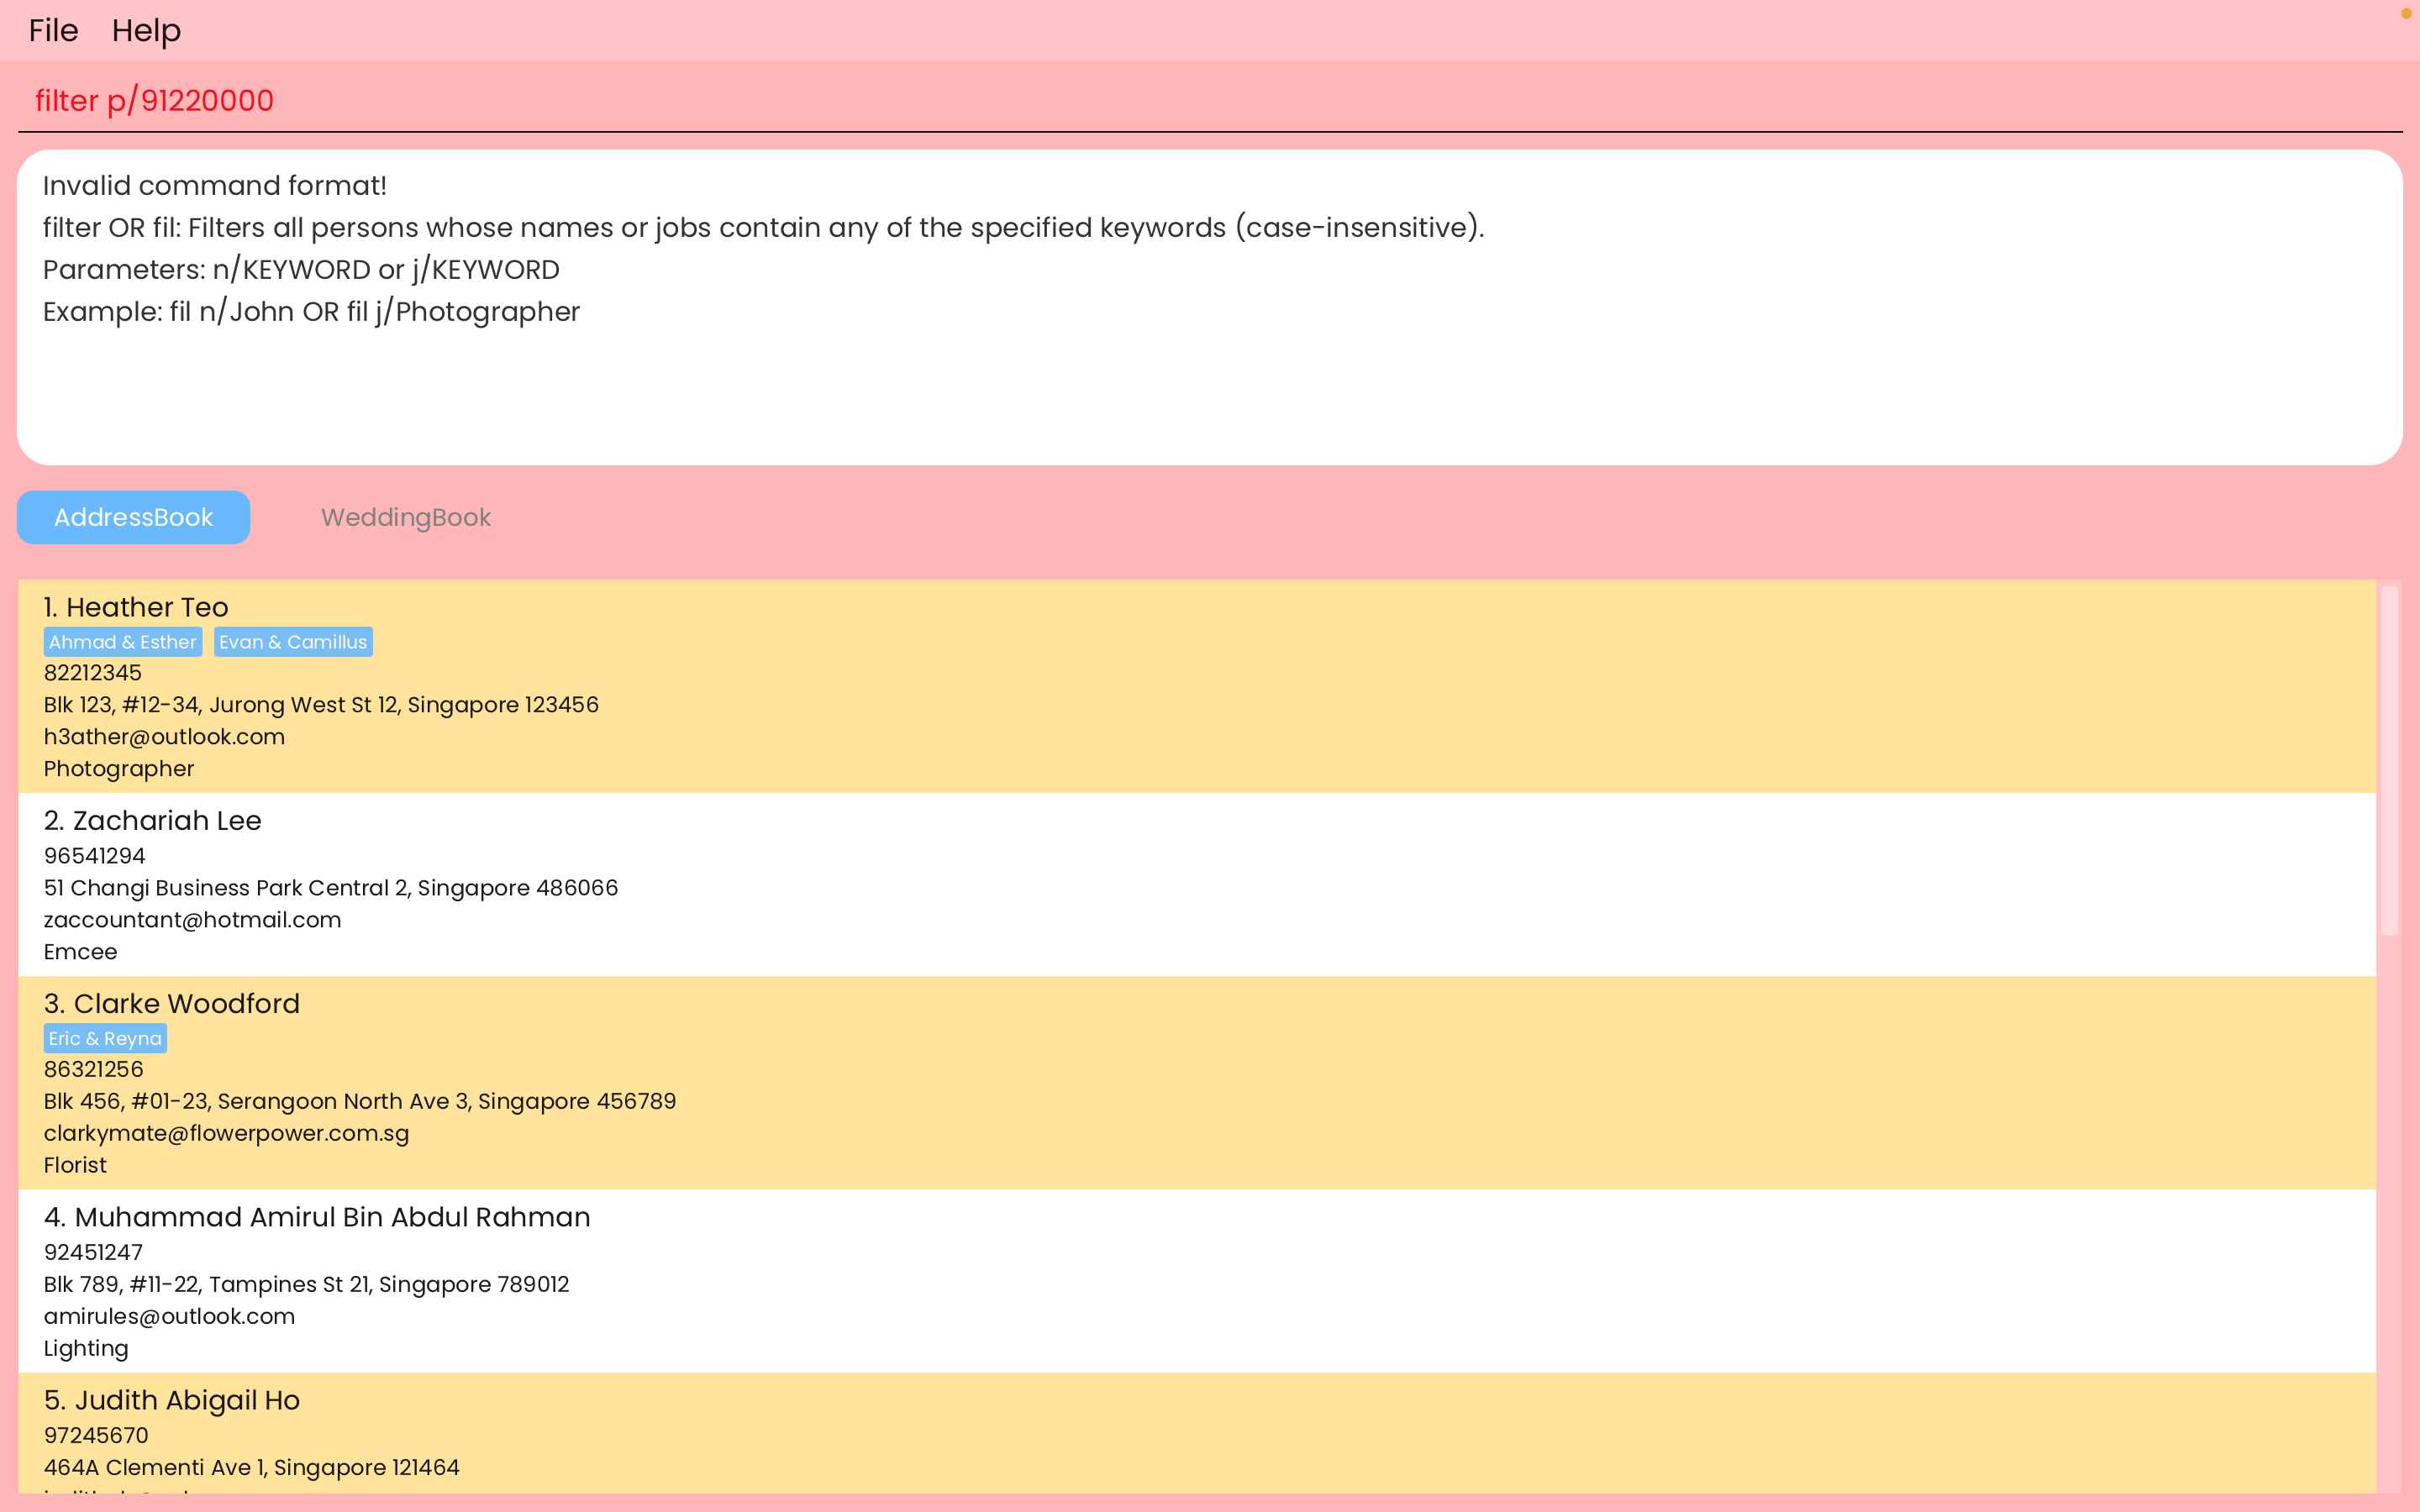 File Help
filter p/91220000
Invalid command format!
filter OR fil: Filters all persons whose names or jobs contain any of the specified keywords (case-insensitive).
Parameters: n/KEYWORD or j/KEYWORD
Example: fil n/John OR fil j/Photographer
AddressBook WeddingBook
1. Heather Teo
Ahmad & Esther Evan & Camillus
82212345
Blk 123, #12-34, Jurong West St 12, Singapore 123456
h3ather@outlook.com
Photographer
2. Zachariah Lee
96541294
51 Changi Business Park Central 2, Singapore 486066
zaccountant@hotmail.com
Emcee
3. Clarke Woodford
Eric & Reyna
86321256
Blk 456, #01-23, Serangoon North Ave 3, Singapore 456789
clarkymate@flowerpower.com.sg
Florist
4. Muhammad Amirul Bin Abdul Rahman
92451247
Blk 789, #11-22, Tampines St 21, Singapore 789012
amirules@outlook.com
Lighting
5. Judith Abigail Ho
97245670
464A Clementi Ave 1, Singapore 121464